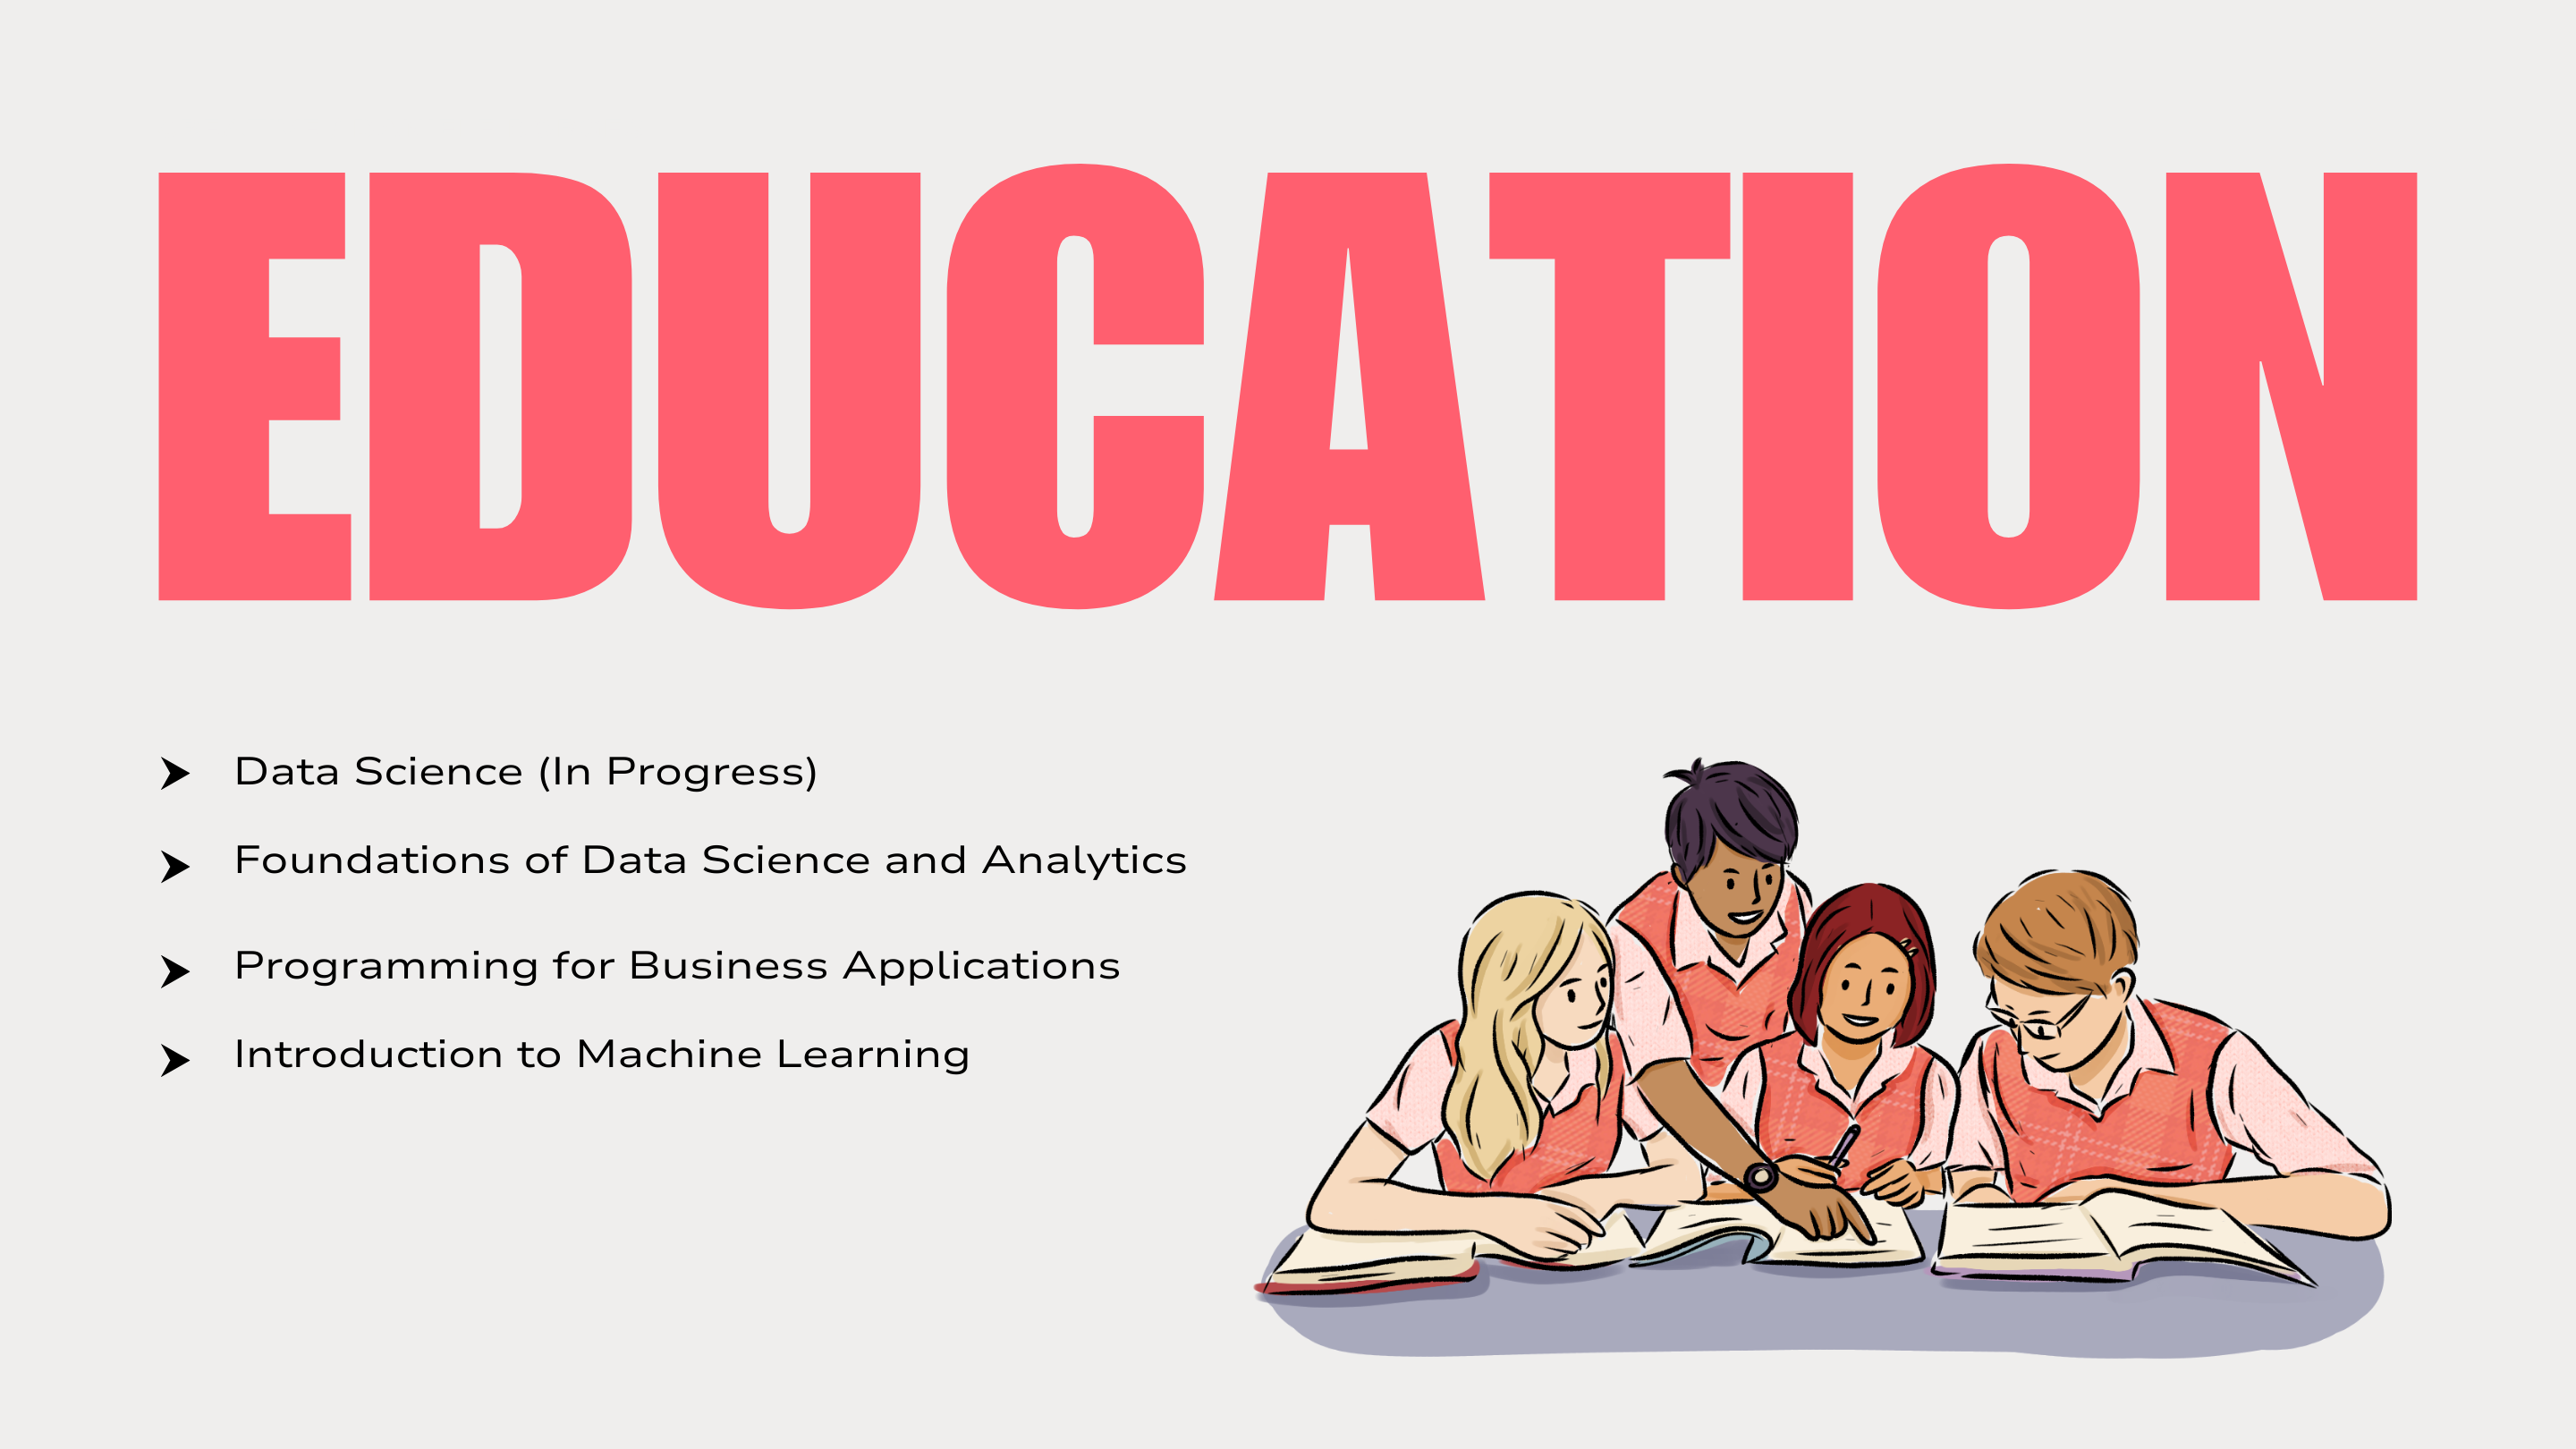 EDUCATION
Data Science (In Progress)
Foundations of Data Science and Analytics
Programming for Business Applications
Introduction to Machine Learning